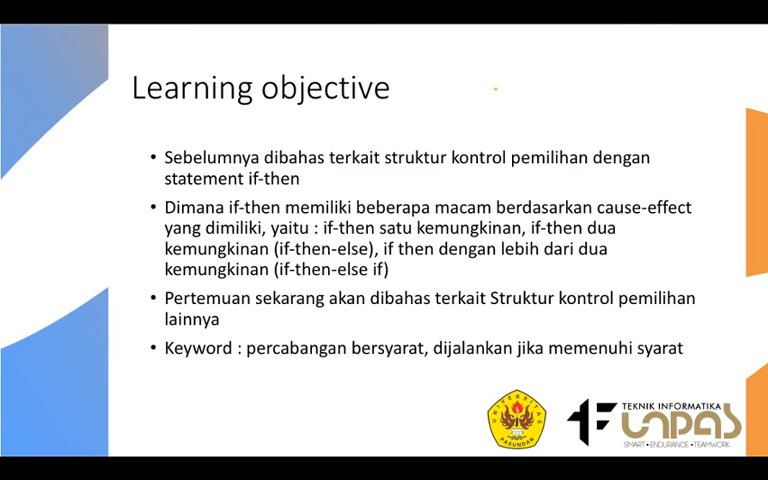 Learning objective
• Sebelumnya dibahas terkait struktur kontrol pemilihan dengan
statement if-then
• Dimana if-then memiliki beberapa macam berdasarkan cause-effect
yang dimiliki, yaitu : if-then satu kemungkinan, if-then dua
kemungkinan (if-then-else), if then dengan lebih dari dua
kemungkinan (if-then-else if)
• Pertemuan sekarang akan dibahas terkait Struktur kontrol pemilihan
lainnya
• Keyword : percabangan bersyarat, dijalankan jika memenuhi syarat
UNIVERSITAS
PASUNDAN
TEKNIK INFORMATIKA
UNPAS
SMART • ENDURANCE • TEAMWORK